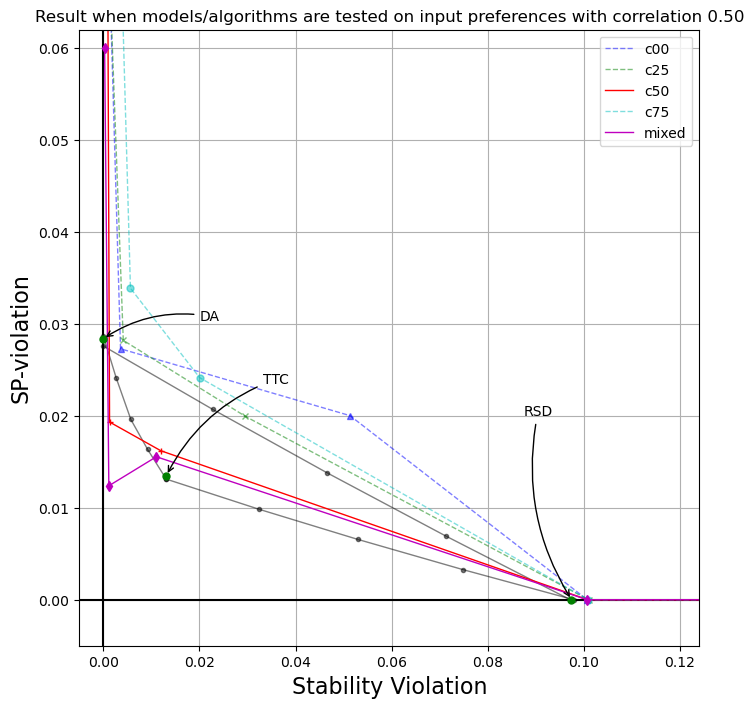 Result when models/algorithms are tested on input preferences with correlation 0.50
c00
c25
c50
c75
mixed
0.06
0.05
0.04
0.03
0.02
0.01
0.00
SP-violation
DA
TTC
RSD
0.00 0.02 0.04 0.06 0.08 0.10 0.12
Stability Violation